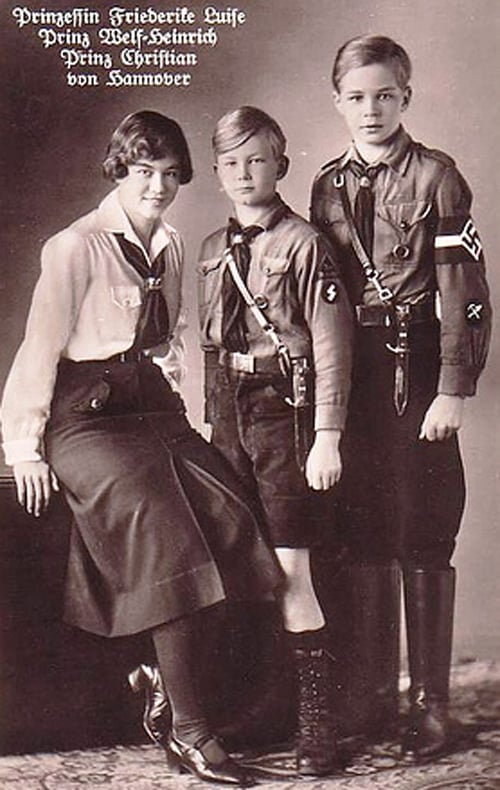 Prinzessin Friederike Luise
Prinz Welf-Heinrich
Prinz Christian
von Hannover